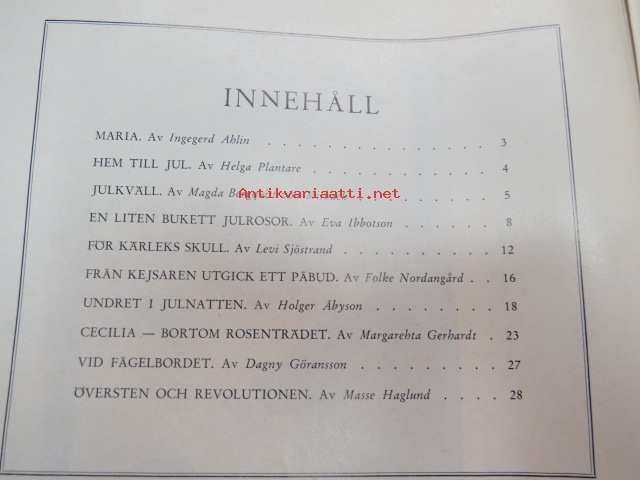 INNEHÅLL
MARIA. Av Ingegerd Ahlin . . . . . . . . . . 3
HEM TILL JUL. Av Helga Plantare . . . . . . . . 4
JULKVÄLL. Av Magda . . . 5
Antikvariaatti.net
EN LITEN BUKETT JULROSOR. Av Eva Ibbotson . . . . 8
FÖR KÄRLEKS SKULL. Av Levi Sjöstrand . . . . . . . 12
FRÅN KEJSAREN UTGICK ETT PÅBUD. Av Folke Nordangård . . 16
UNDRET I JULNATTEN. Av Holger Åbyson . . . . . . 18
CECILIA — BORTOM ROSENTRÄDET. Av Margarehta Gerhardt . 23
VID FÅGELBORDET. Av Dagny Göransson . . . . . . . 27
ÖVERSTEN OCH REVOLUTIONEN. Av Masse Haglund . . . . 28